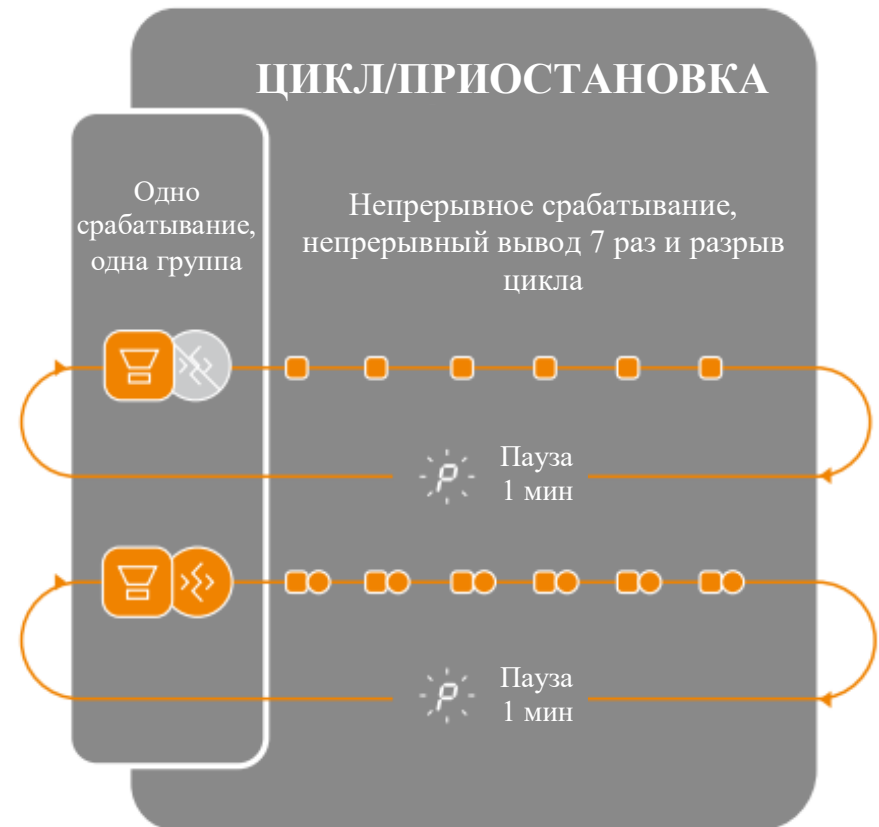 ЦИКЛ/ПРИОСТАНОВКА
Одно
срабатывание,
одна группа
Непрерывное срабатывание,
непрерывный вывод 7 раз и разрыв
цикла
P
Пауза
1 мин
P
Пауза
1 мин